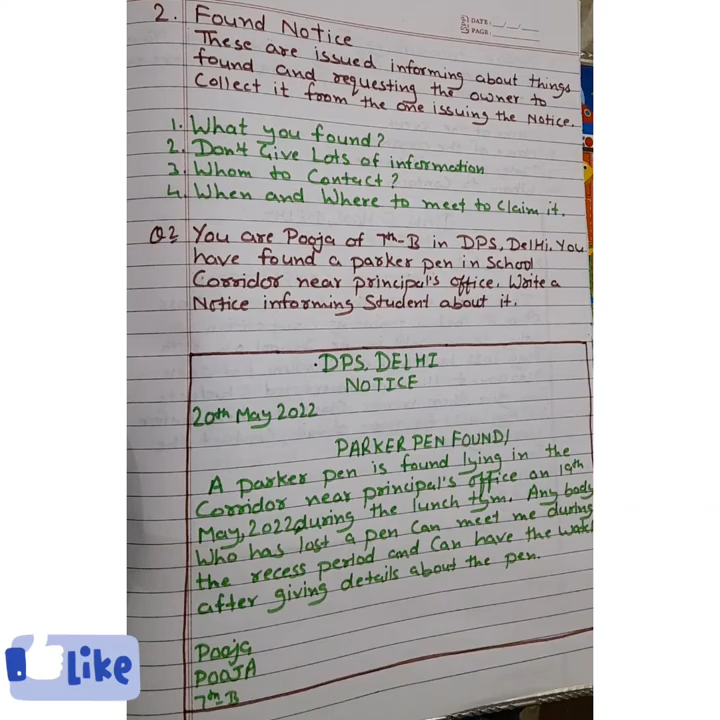 DATE: __/__/__
PAGE:
2. Found Notice
These are issued informing about things
found and requesting the owner to
Collect it from the one issuing the Notice.
1. What you found?
2. Don't Give Lots of information
3. Whom to Contact?
4. When and Where to meet to Claim it.
Q2 You are Pooja of 7th-B in DPS, DelHi. You
have found a parker pen in School
Corridor near principal's office. Write a
Notice informing Student about it.
DPS, DELHI
NOTICE
20th May 2022
PARKER PEN FOUND!
A parker pen is found lying in the
Corridor near principal's office on 19th
May, 2022, during the lunch tym. Any body
Who has lost a pen Can meet me during
the recess period and Can have the watch
after giving details about the pen.
Pooja
POOJA
7th-B
Like